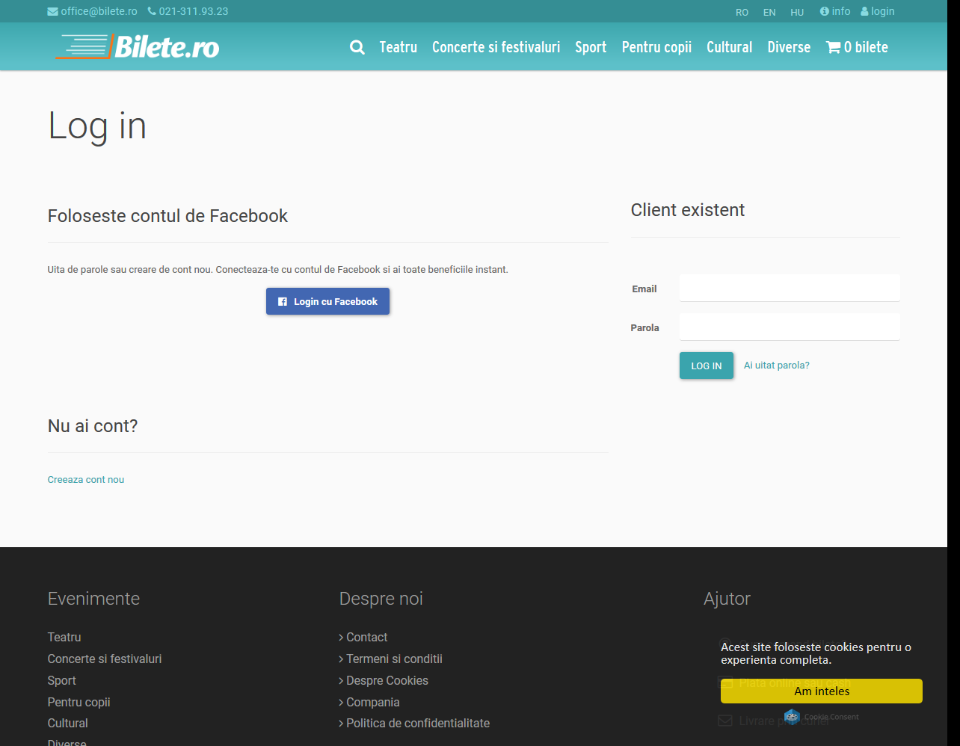 office@bilete.ro 021-311.93.23 RO EN HU info login
Bilete.ro Teatru Concerte si festivaluri Sport Pentru copii Cultural Diverse 0 bilete
Log in
Foloseste contul de Facebook
Uita de parole sau creare de cont nou. Conecteaza-te cu contul de Facebook si ai toate beneficiile instant.
Login cu Facebook
Client existent
Email
Parola
LOG IN Ai uitat parola?
Nu ai cont?
Creeaza cont nou
Evenimente
Teatru
Concerte si festivaluri
Sport
Pentru copii
Cultural
Diverse
Despre noi
> Contact
> Termeni si conditii
> Despre Cookies
> Compania
> Politica de confidentialitate
Ajutor
Acest site foloseste cookies pentru o
experienta completa.
Am inteles
Cookie Consent
Livrare